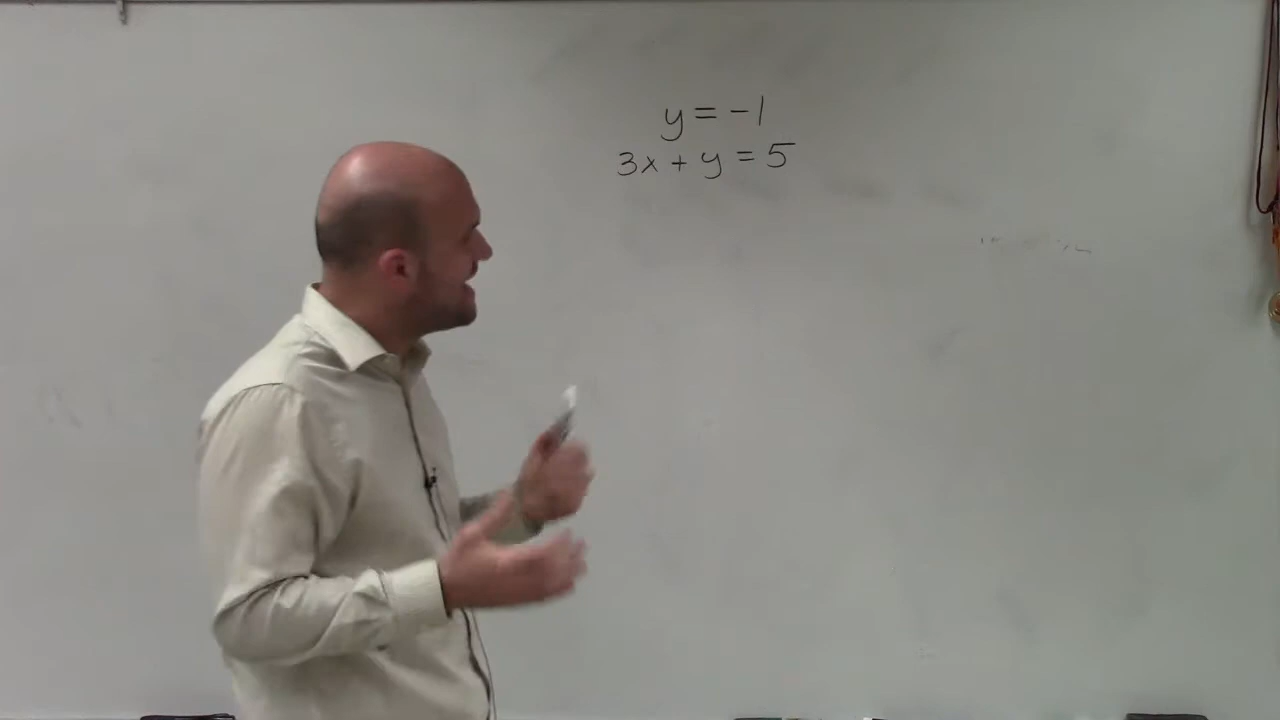 y = -1
3x + y = 5